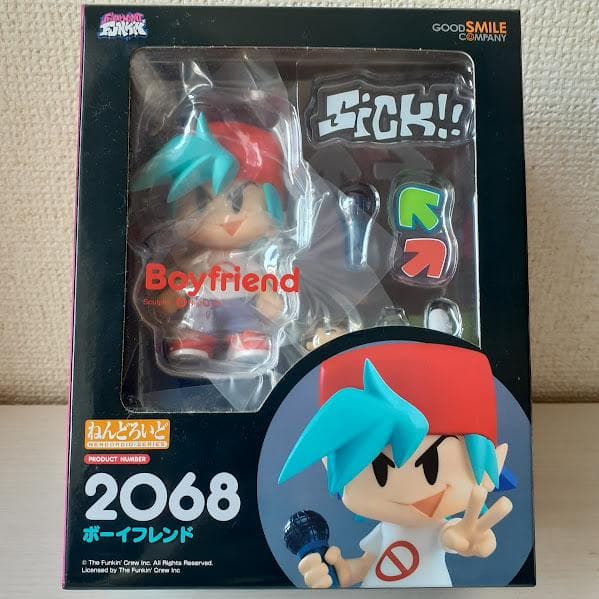 FRIDAY NIGHT
FUNKIN'
GOOD SMILE
COMPANY
SICK!!
Boyfriend
ねんどろいど
NENDOROID-SERIES
PRODUCT NUMBER
2068
ボーイフレンド
© The Funkin' Crew Inc. All Rights Reserved.
Licensed by The Funkin' Crew Inc